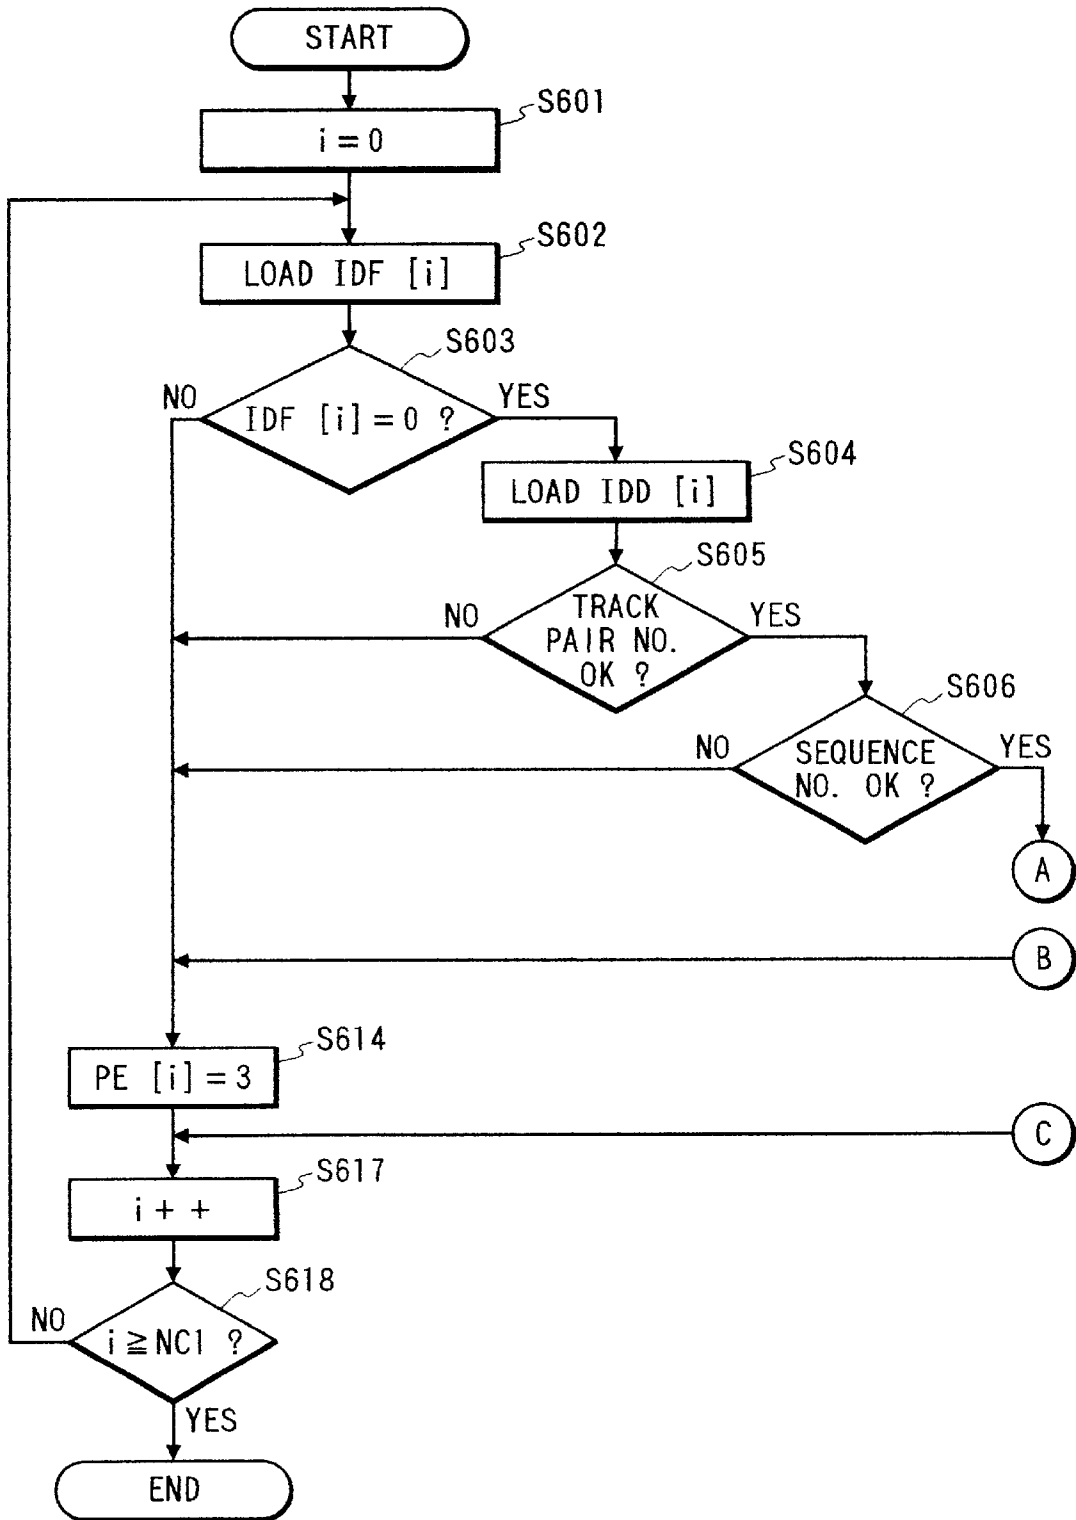 START
S601
i = 0
S602
LOAD IDF [i]
S603
NO
YES
IDF [i] = 0 ?
S604
LOAD IDD [i]
S605
NO
YES
TRACK
PAIR NO.
OK ?
S606
NO
YES
SEQUENCE
NO. OK ?
A
B
S614
PE [i] = 3
C
S617
i + +
S618
NO
i ≧ NC1 ?
YES
END